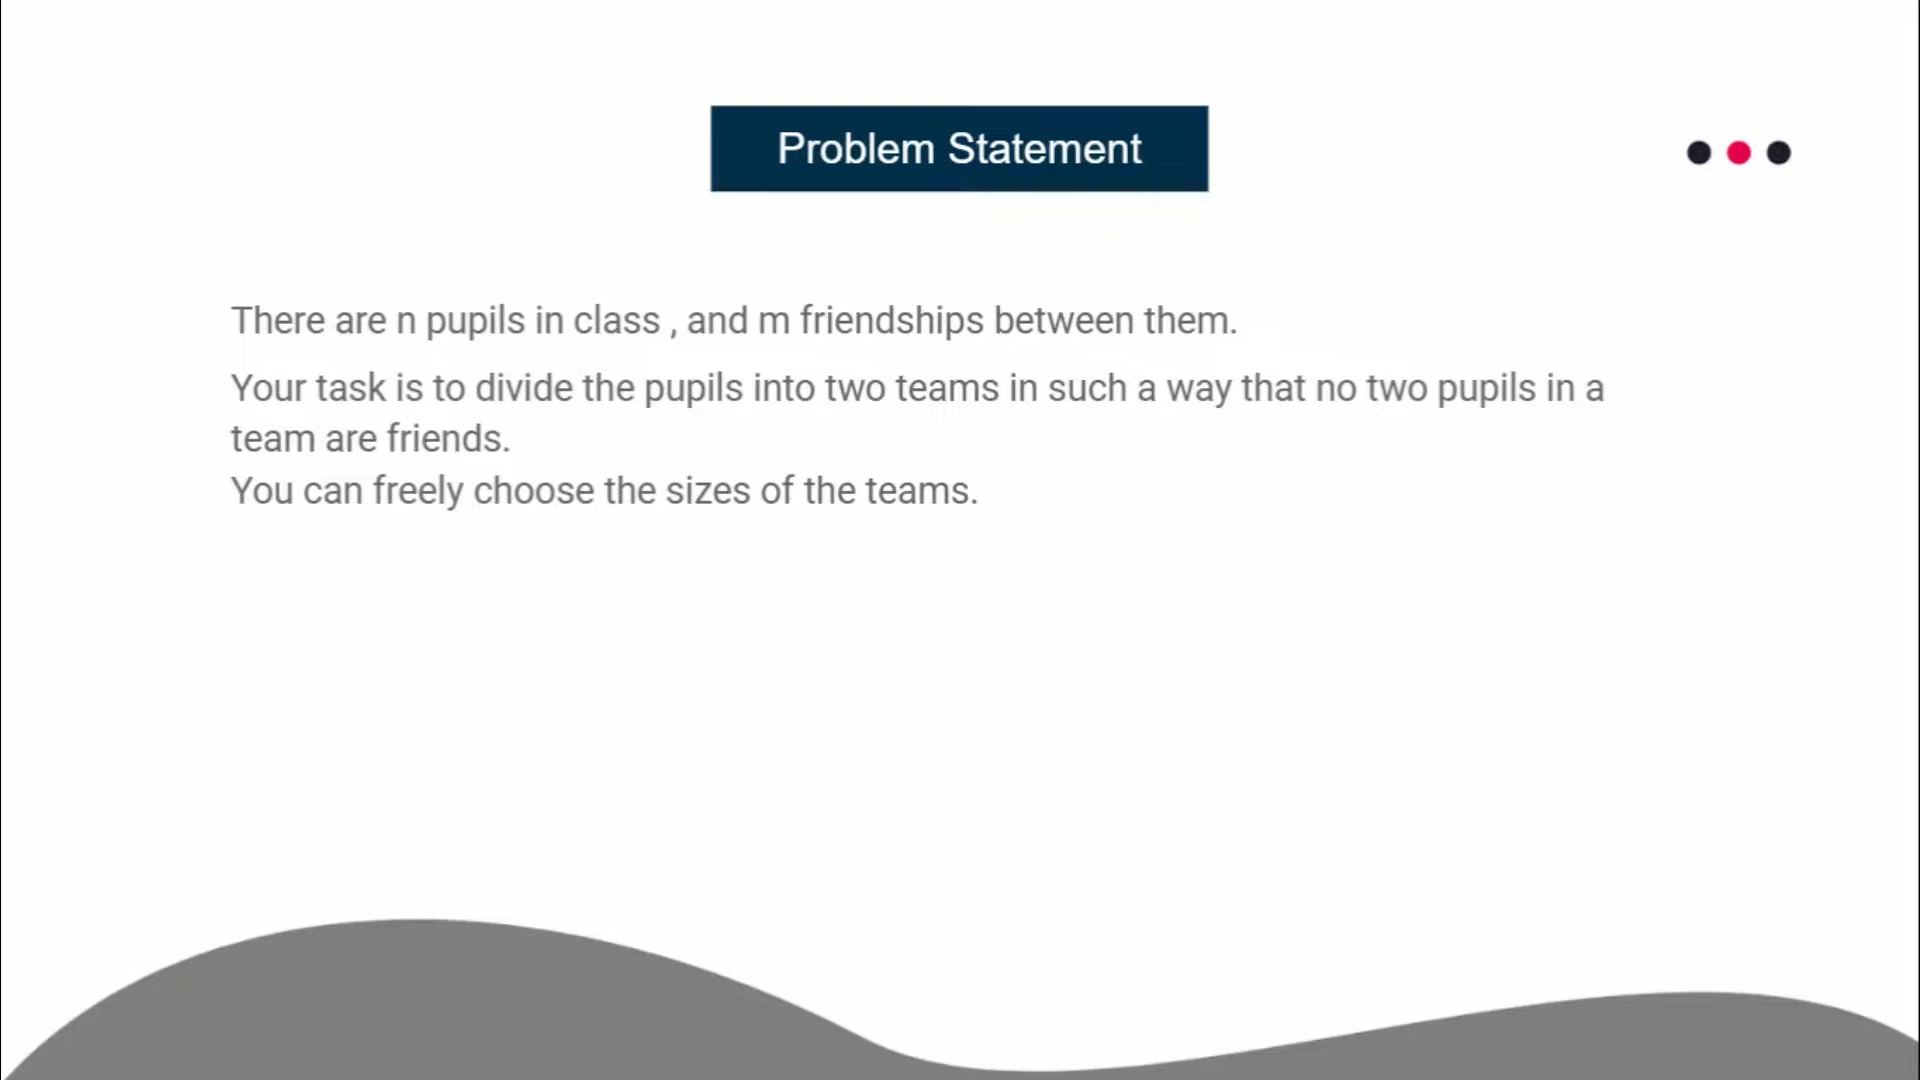 Problem Statement
There are n pupils in class , and m friendships between them.
Your task is to divide the pupils into two teams in such a way that no two pupils in a
team are friends.
You can freely choose the sizes of the teams.